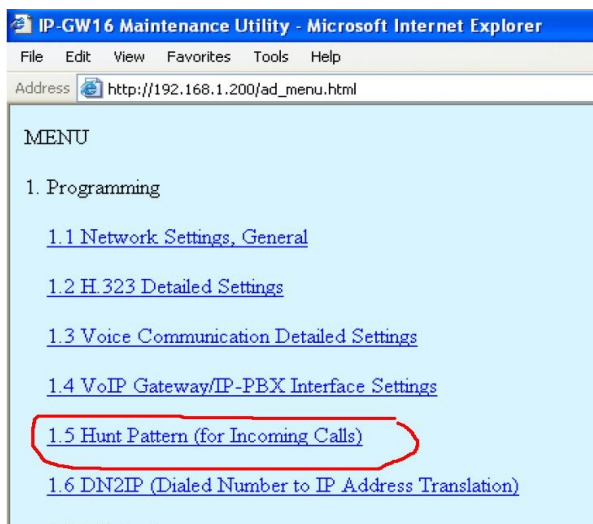 IP-GW16 Maintenance Utility - Microsoft Internet Explorer
File Edit View Favorites Tools Help
Address http://192.168.1.200/ad_menu.html
MENU
1. Programming
1.1 Network Settings, General
1.2 H.323 Detailed Settings
1.3 Voice Communication Detailed Settings
1.4 VoIP Gateway/IP-PBX Interface Settings
1.5 Hunt Pattern (for Incoming Calls)
1.6 DN2IP (Dialed Number to IP Address Translation)